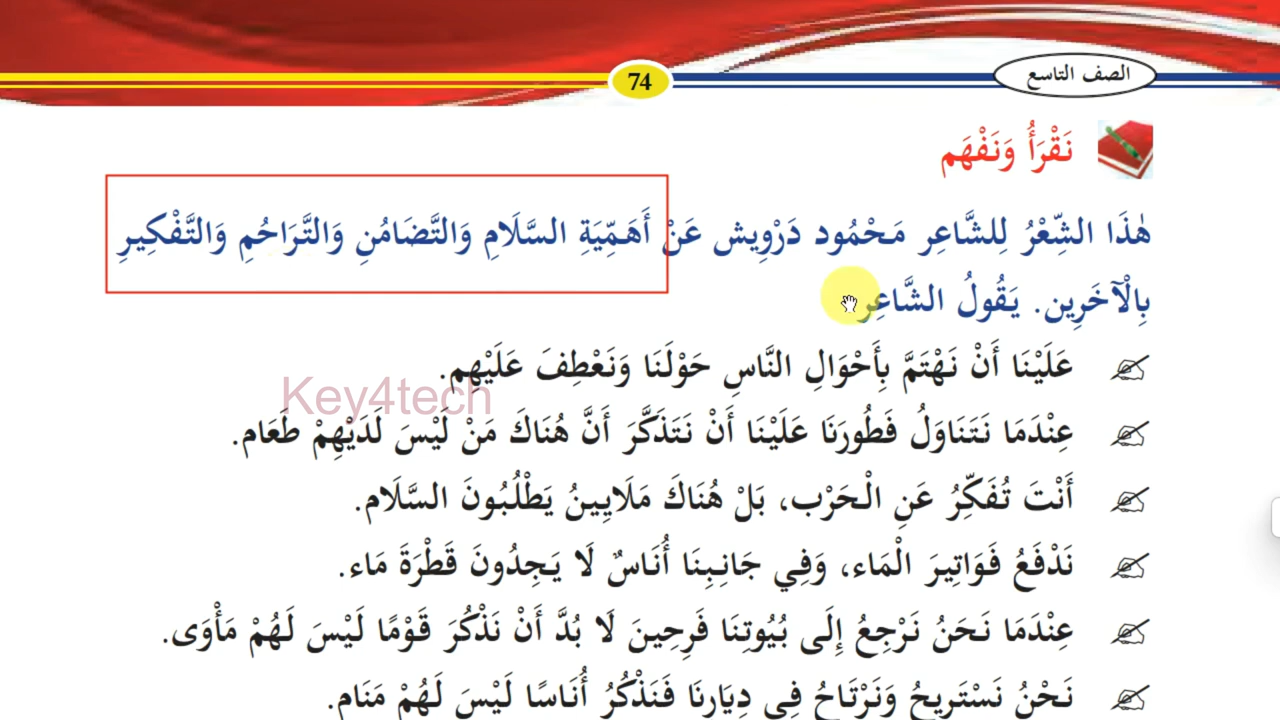 الصف التاسع
74
نَقْرَأُ وَنَفْهَم
هٰذَا الشِّعْرُ لِلشَّاعِر مَحْمُود دَرْوِيش عَنْ أَهَمِّيَةِ السَّلَامِ وَالتَّضَامُنِ وَالتَّرَاحُمِ وَالتَّفْكِيرِ
بِالْآخَرِين. يَقُولُ الشَّاعِر
عَلَيْنَا أَنْ نَهْتَمَّ بِأَحْوَالِ النَّاسِ حَوْلَنَا وَنَعْطِفَ عَلَيْهِم.
Key4tech
عِنْدَمَا نَتَنَاوَلُ فَطُورَنَا عَلَيْنَا أَنْ نَتَذَكَّرَ أَنَّ هُنَاكَ مَنْ لَيْسَ لَدَيْهِمْ طَعَام.
أَنْتَ تُفَكِّرُ عَنِ الْحَرْب، بَلْ هُنَاكَ مَلَايِينُ يَطْلُبُونَ السَّلَام.
نَدْفَعُ فَوَاتِيرَ الْمَاء، وَفِي جَانِبِنَا أُنَاسٌ لَا يَجِدُونَ قَطْرَةَ مَاء.
عِنْدَمَا نَحَنُ نَرْجِعُ إِلَى بُيُوتِنَا فَرِحِينَ لَا بُدَّ أَنْ نَذْكُرَ قَوْمًا لَيْسَ لَهُمْ مَأْوَى.
نَحْنُ نَسْتَرِيحُ وَنَرْتَاحُ فِي دِيَارِنَا فَنَذْكُرُ أُنَاسًا لَيْسَ لَهُمْ مَنَام.